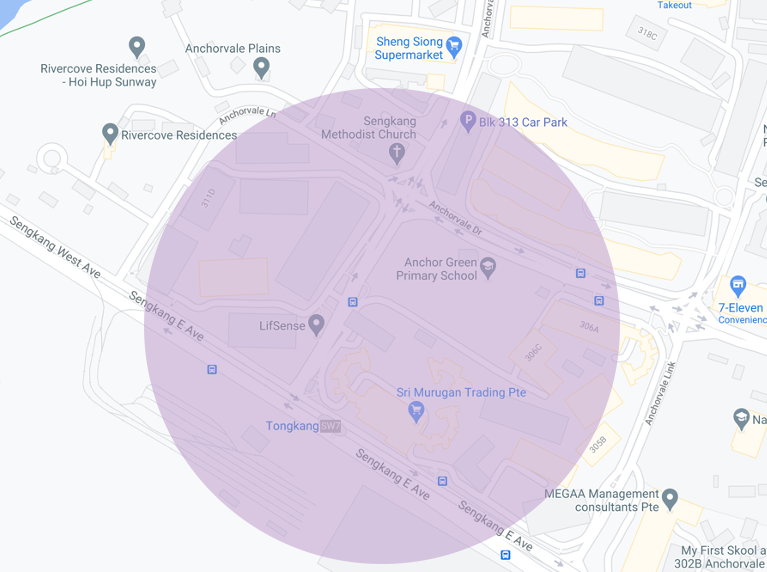 Takeout
318C
Anchorvale
Sheng Siong
Supermarket
Anchorvale Plains
Rivercove Residences
- Hoi Hup Sunway
Anchorvale Ln
Sengkang
Methodist Church
P
Blk 313 Car Park
Rivercove Residences
Se
311D
Anchorvale Dr
Sengkang West Ave
Anchor Green
Primary School
7-Eleven
Convenienc
Sengkang E Ave
LifSense
306A
306C
Anchorvale Link
Sri Murugan Trading Pte
Tongkang SW7
Na
305B
Sengkang E Ave
Sengkang E Ave
MEGAA Management
consultants Pte
My First Skool a
302B Anchorvale